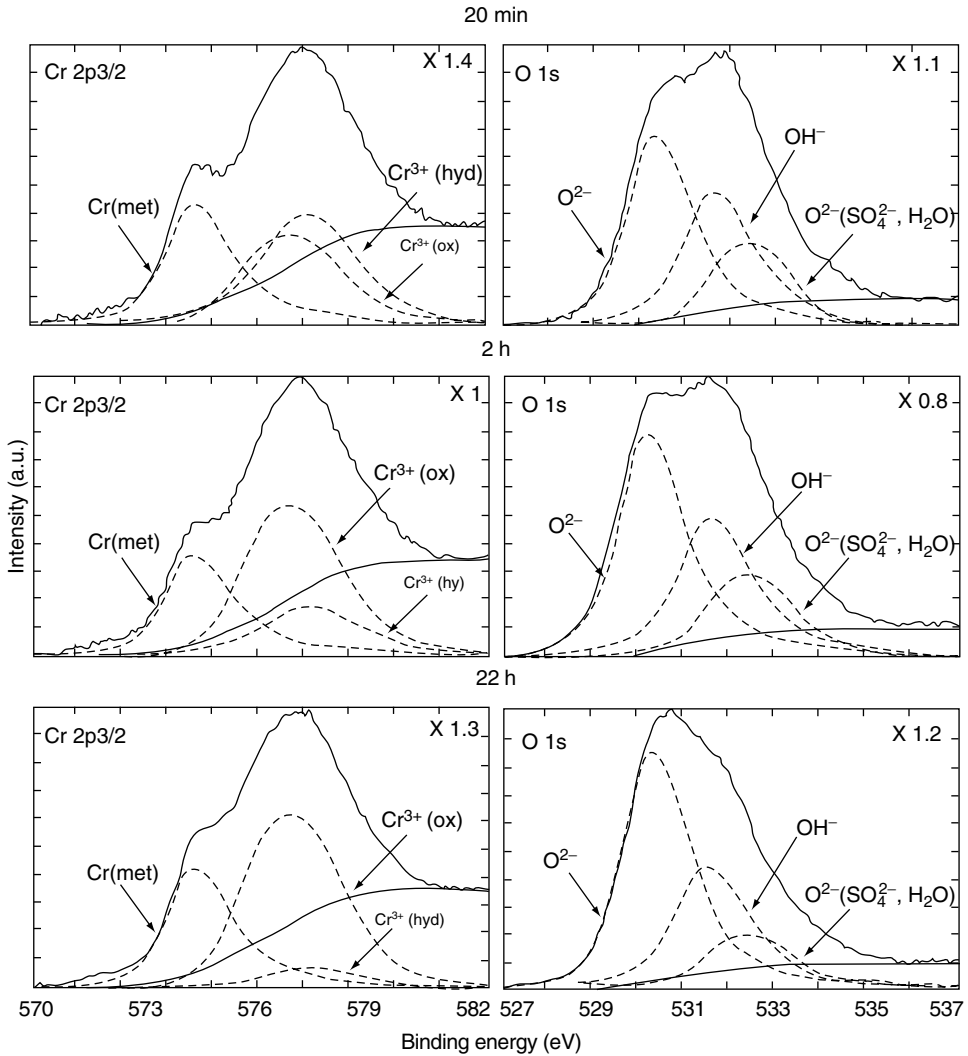 20 min
Cr 2p3/2
X 1.4
Cr(met)
Cr³⁺ (hyd)
Cr³⁺ (ox)
O 1s
X 1.1
O²⁻
OH⁻
O²⁻(SO₄²⁻, H₂O)
2 h
Cr 2p3/2
X 1
Cr(met)
Cr³⁺ (ox)
Cr³⁺ (hy)
O 1s
X 0.8
O²⁻
OH⁻
O²⁻(SO₄²⁻, H₂O)
Intensity (a.u.)
22 h
Cr 2p3/2
X 1.3
Cr(met)
Cr³⁺ (ox)
Cr³⁺ (hyd)
O 1s
X 1.2
O²⁻
OH⁻
O²⁻(SO₄²⁻, H₂O)
570 573 576 579 582
527 529 531 533 535 537
Binding energy (eV)